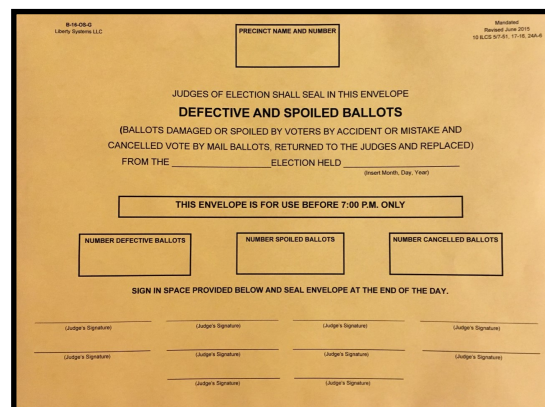 B-16-OS-G
Liberty Systems LLC
PRECINCT NAME AND NUMBER
Mandated
Revised June 2015
10 ILCS 5/7-51, 17-16, 24A-6
JUDGES OF ELECTION SHALL SEAL IN THIS ENVELOPE
DEFECTIVE AND SPOILED BALLOTS
(BALLOTS DAMAGED OR SPOILED BY VOTERS BY ACCIDENT OR MISTAKE AND
CANCELLED VOTE BY MAIL BALLOTS, RETURNED TO THE JUDGES AND REPLACED)
FROM THE ____________________ELECTION HELD ________________________
(Insert Month, Day, Year)
THIS ENVELOPE IS FOR USE BEFORE 7:00 P.M. ONLY
NUMBER DEFECTIVE BALLOTS NUMBER SPOILED BALLOTS NUMBER CANCELLED BALLOTS
SIGN IN SPACE PROVIDED BELOW AND SEAL ENVELOPE AT THE END OF THE DAY.
(Judge's Signature) (Judge's Signature) (Judge's Signature) (Judge's Signature)
(Judge's Signature) (Judge's Signature) (Judge's Signature) (Judge's Signature)
(Judge's Signature) (Judge's Signature)